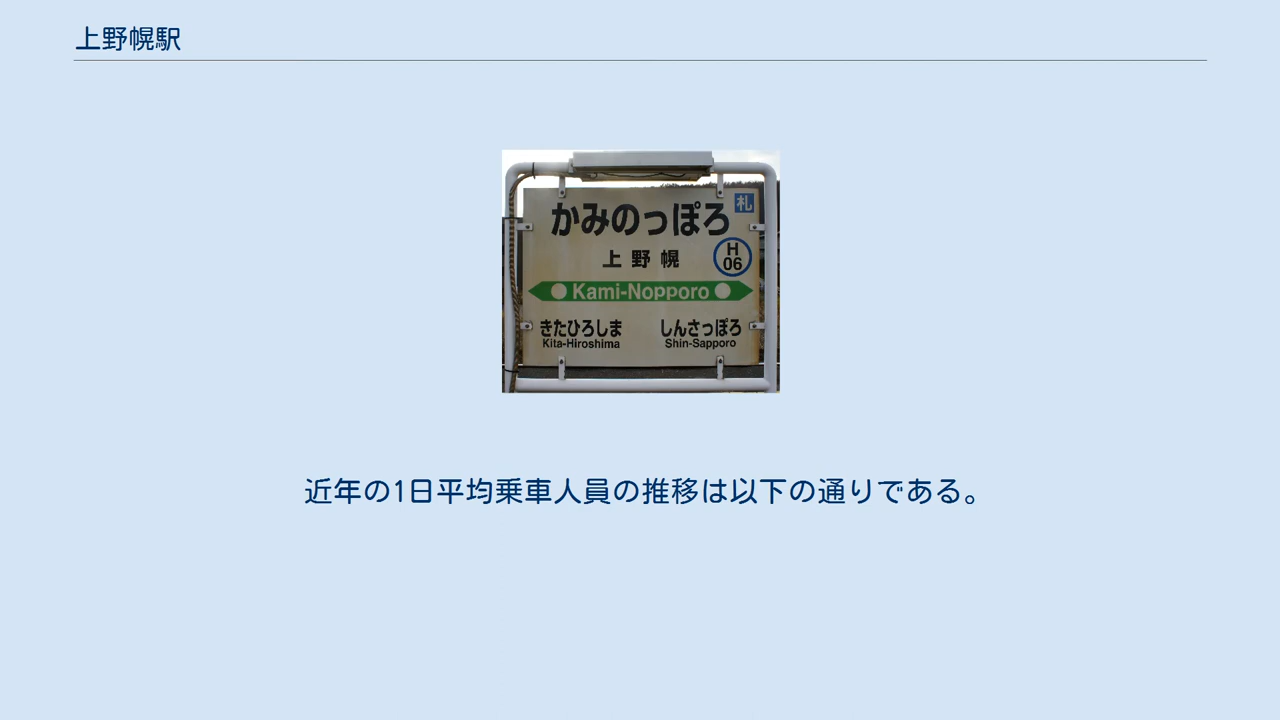 上野幌駅
札
かみのっぽろ
上野幌
H
06
Kami-Nopporo
きたひろしま しんさっぽろ
Kita-Hiroshima Shin-Sapporo
近年の1日平均乗車人員の推移は以下の通りである。